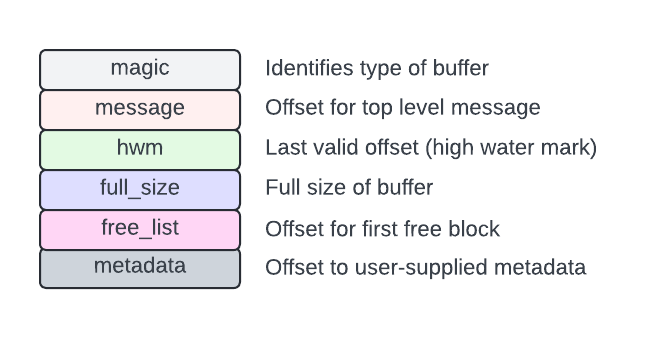 magic Identifies type of buffer
message Offset for top level message
hwm Last valid offset (high water mark)
full_size Full size of buffer
free_list Offset for first free block
metadata Offset to user-supplied metadata